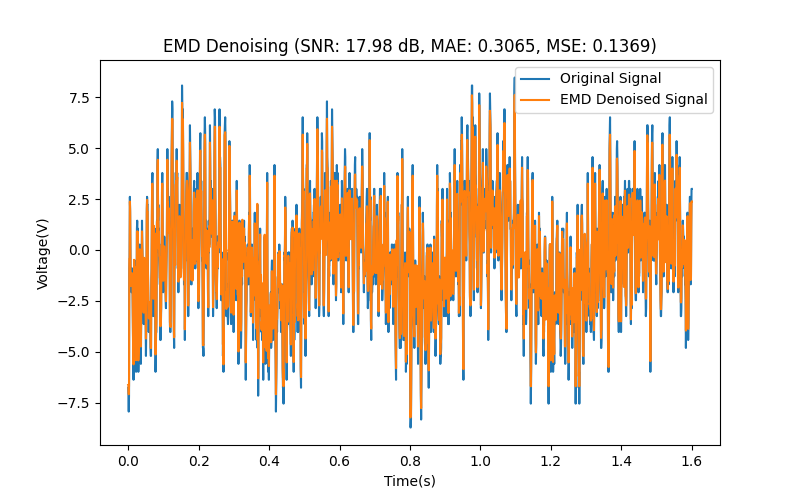 EMD Denoising (SNR: 17.98 dB, MAE: 0.3065, MSE: 0.1369)
Original Signal
EMD Denoised Signal
7.5
5.0
2.5
0.0
−2.5
−5.0
−7.5
Voltage(V)
0.0 0.2 0.4 0.6 0.8 1.0 1.2 1.4 1.6
Time(s)